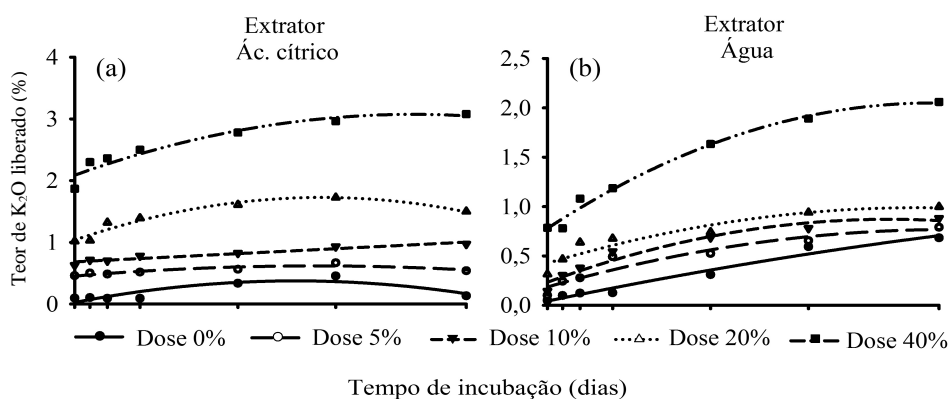 Extrator
Ác. cítrico
Extrator
Água
Teor de K₂O liberado (%)
(a)
4
3
2
1
0
(b)
2,5
2,0
1,5
1,0
0,5
0,0
Dose 0% Dose 5% Dose 10% Dose 20% Dose 40%
Tempo de incubação (dias)